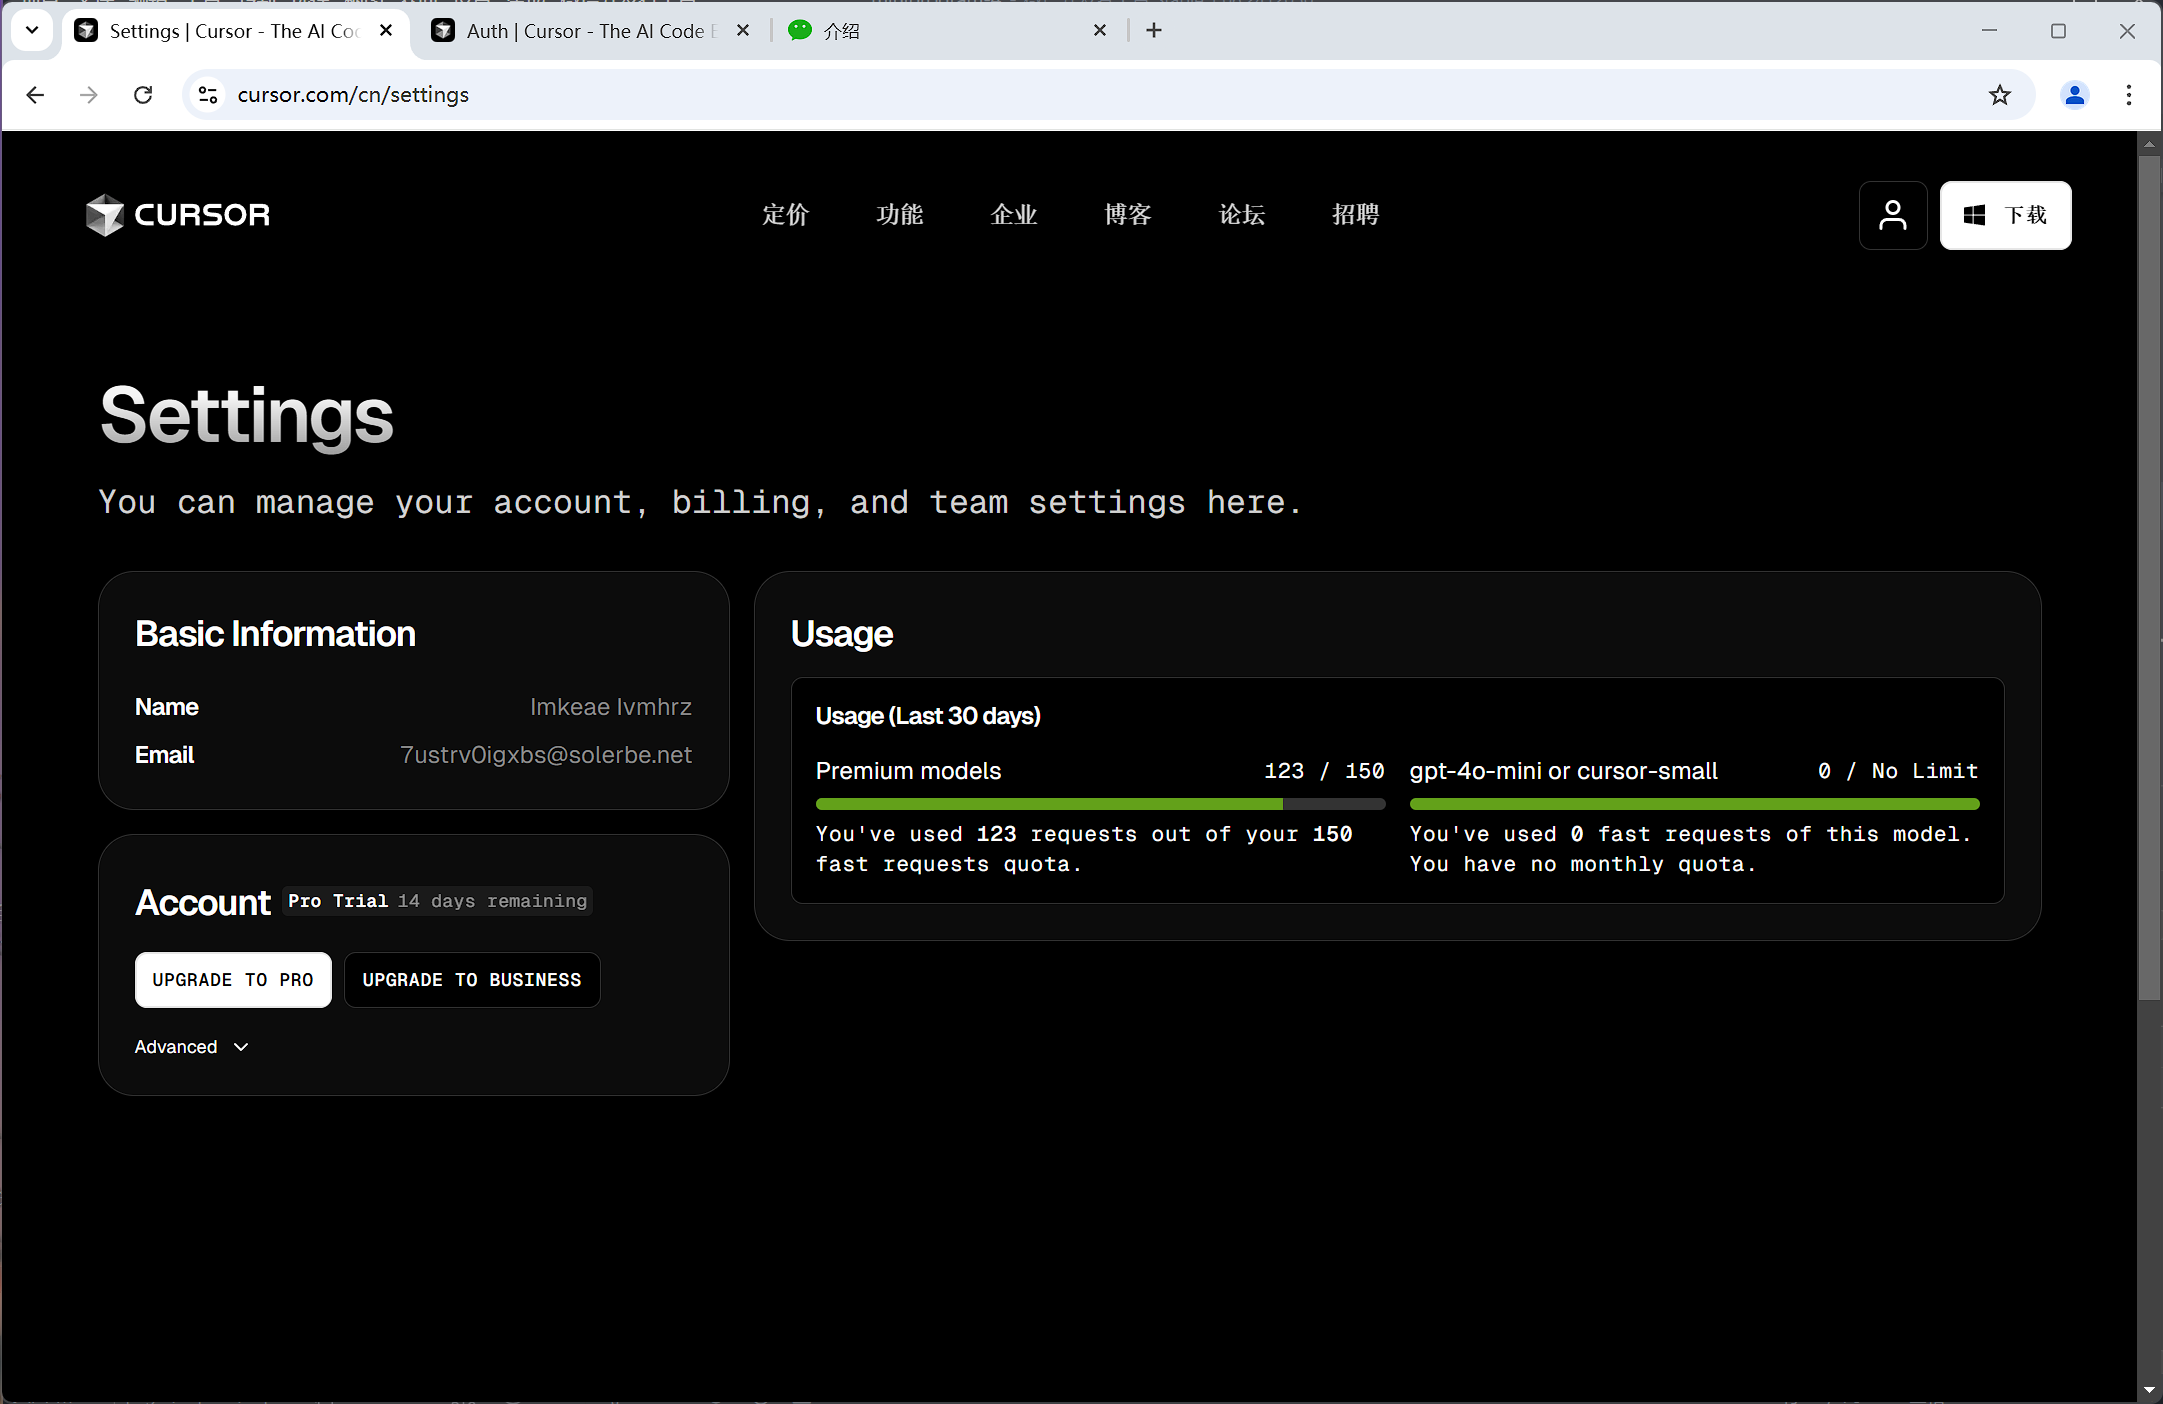 Settings | Cursor - The AI Coc
Auth | Cursor - The AI Code E
介绍
cursor.com/cn/settings
CURSOR
定价
功能
企业
博客
论坛
招聘
下载
Settings
You can manage your account, billing, and team settings here.
Basic Information
Name
Imkeae Ivmhrz
Email
7ustrv0igxbs@solerbe.net
Account
Pro Trial 14 days remaining
UPGRADE TO PRO
UPGRADE TO BUSINESS
Advanced
Usage
Usage (Last 30 days)
Premium models
123 / 150
You've used 123 requests out of your 150
fast requests quota.
gpt-4o-mini or cursor-small
0 / No Limit
You've used 0 fast requests of this model.
You have no monthly quota.